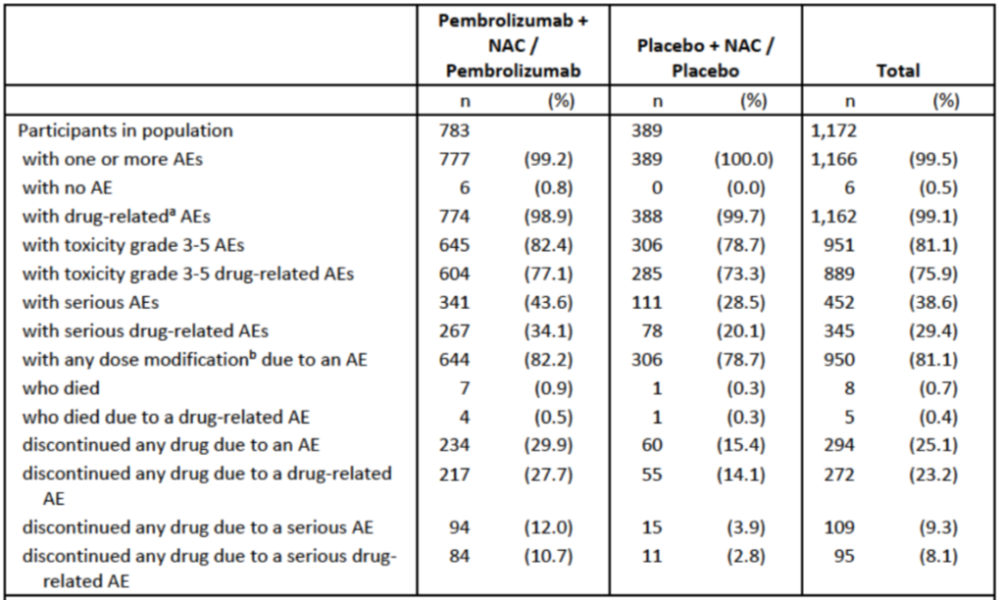 Pembrolizumab + NAC / Pembrolizumab Placebo + NAC / Placebo Total
n (%) n (%) n (%)
Participants in population 783 389 1,172
with one or more AEs 777 (99.2) 389 (100.0) 1,166 (99.5)
with no AE 6 (0.8) 0 (0.0) 6 (0.5)
with drug-relatedᵃ AEs 774 (98.9) 388 (99.7) 1,162 (99.1)
with toxicity grade 3-5 AEs 645 (82.4) 306 (78.7) 951 (81.1)
with toxicity grade 3-5 drug-related AEs 604 (77.1) 285 (73.3) 889 (75.9)
with serious AEs 341 (43.6) 111 (28.5) 452 (38.6)
with serious drug-related AEs 267 (34.1) 78 (20.1) 345 (29.4)
with any dose modificationᵇ due to an AE 644 (82.2) 306 (78.7) 950 (81.1)
who died 7 (0.9) 1 (0.3) 8 (0.7)
who died due to a drug-related AE 4 (0.5) 1 (0.3) 5 (0.4)
discontinued any drug due to an AE 234 (29.9) 60 (15.4) 294 (25.1)
discontinued any drug due to a drug-related 217 (27.7) 55 (14.1) 272 (23.2)
AE
discontinued any drug due to a serious AE 94 (12.0) 15 (3.9) 109 (9.3)
discontinued any drug due to a serious drug- 84 (10.7) 11 (2.8) 95 (8.1)
related AE